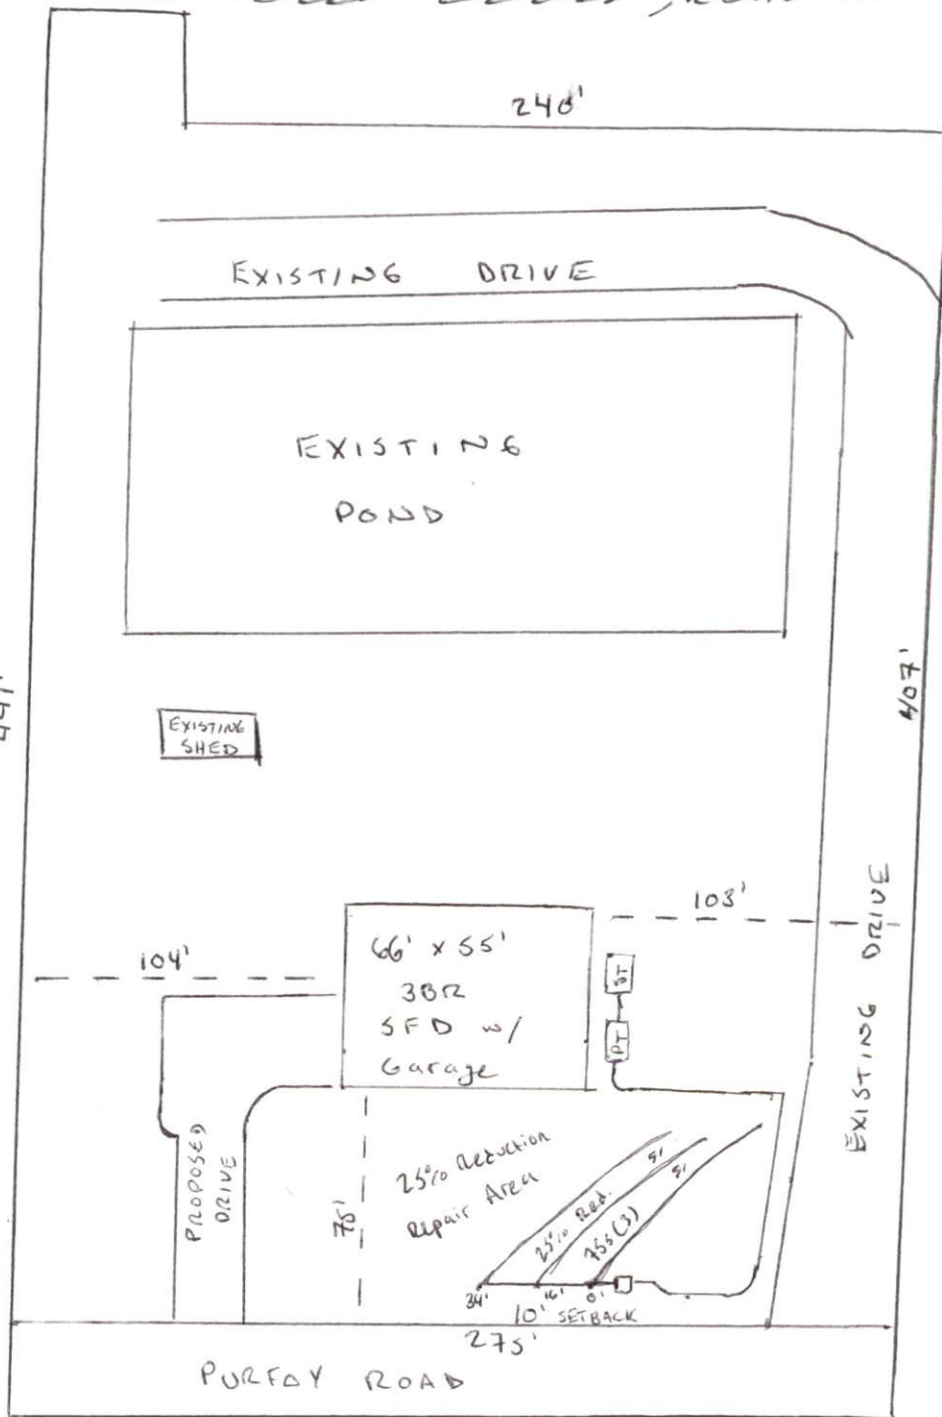 240'
EXISTING DRIVE
EXISTING
POND
407'
EXISTING
SHED
103'
104'
66' x 55'
3BR
SFD w/
Garage
ST
PT
EXISTING DRIVE
PROPOSED
DRIVE
75'
25% Reduction
Repair Area
25% Red.
755(3)
5'
5'
34'
16'
0'
10' SETBACK
275'
PURFOY ROAD